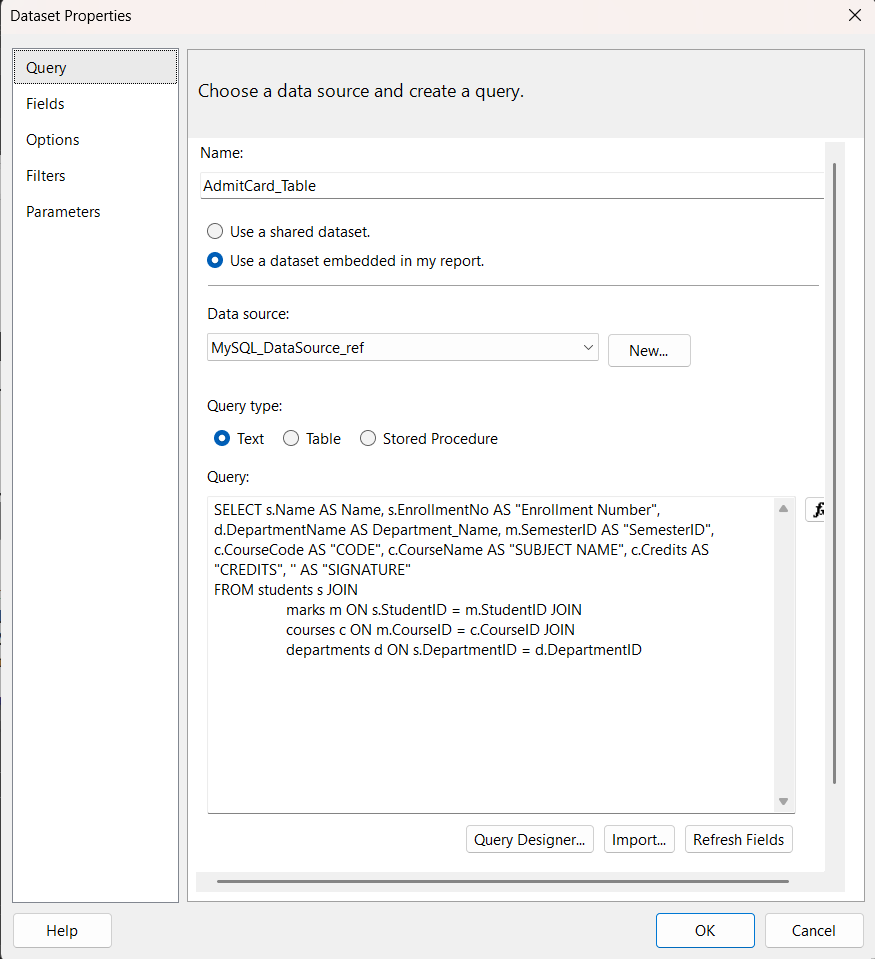 Dataset Properties
Query
Fields
Options
Filters
Parameters
Choose a data source and create a query.
Name:
AdmitCard_Table
Use a shared dataset.
Use a dataset embedded in my report.
Data source:
MySQL_DataSource_ref
New...
Query type:
Text Table Stored Procedure
Query:
SELECT s.Name AS Name, s.EnrollmentNo AS "Enrollment Number",
d.DepartmentName AS Department_Name, m.SemesterID AS "SemesterID",
c.CourseCode AS "CODE", c.CourseName AS "SUBJECT NAME", c.Credits AS
"CREDITS", '' AS "SIGNATURE"
FROM students s JOIN
marks m ON s.StudentID = m.StudentID JOIN
courses c ON m.CourseID = c.CourseID JOIN
departments d ON s.DepartmentID = d.DepartmentID
Query Designer... Import... Refresh Fields
Help OK Cancel